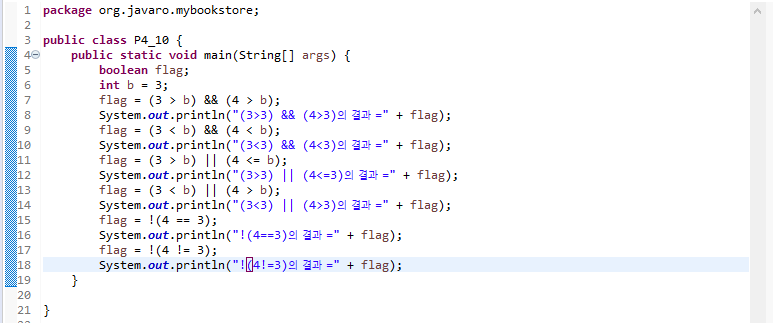 1 package org.javaro.mybookstore;
2
3 public class P4_10 {
4 public static void main(String[] args) {
5 boolean flag;
6 int b = 3;
7 flag = (3 > b) && (4 > b);
8 System.out.println("(3>3) && (4>3)의 결과 =" + flag);
9 flag = (3 < b) && (4 < b);
10 System.out.println("(3<3) && (4<3)의 결과 =" + flag);
11 flag = (3 > b) || (4 <= b);
12 System.out.println("(3>3) || (4<=3)의 결과 =" + flag);
13 flag = (3 < b) || (4 > b);
14 System.out.println("(3<3) || (4>3)의 결과 =" + flag);
15 flag = !(4 == 3);
16 System.out.println("!(4==3)의 결과 =" + flag);
17 flag = !(4 != 3);
18 System.out.println("!(4!=3)의 결과 =" + flag);
19 }
20
21 }